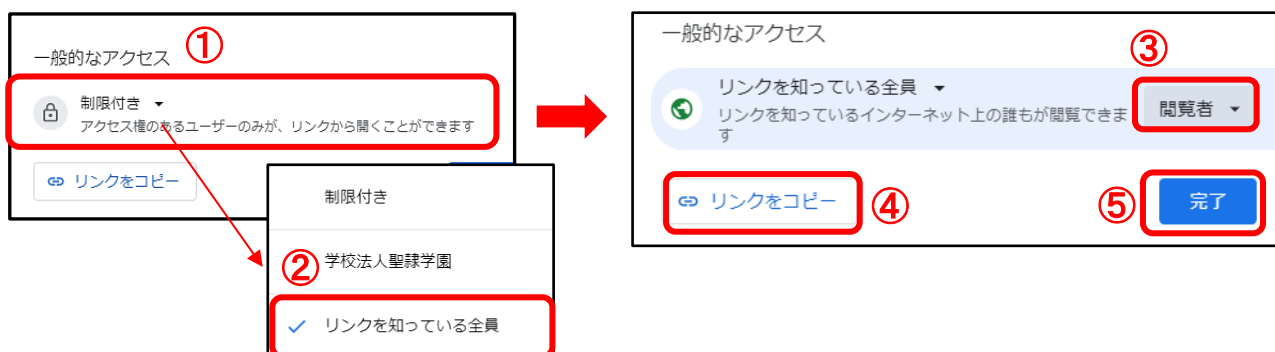 一般的なアクセス ①
制限付き
アクセス権のあるユーザーのみが、リンクから開くことができます
リンクをコピー
制限付き
② 学校法人聖隷学園
リンクを知っている全員
一般的なアクセス
③
リンクを知っている全員
リンクを知っているインターネット上の誰もが閲覧できま
す
閲覧者
リンクをコピー ④
⑤ 完了